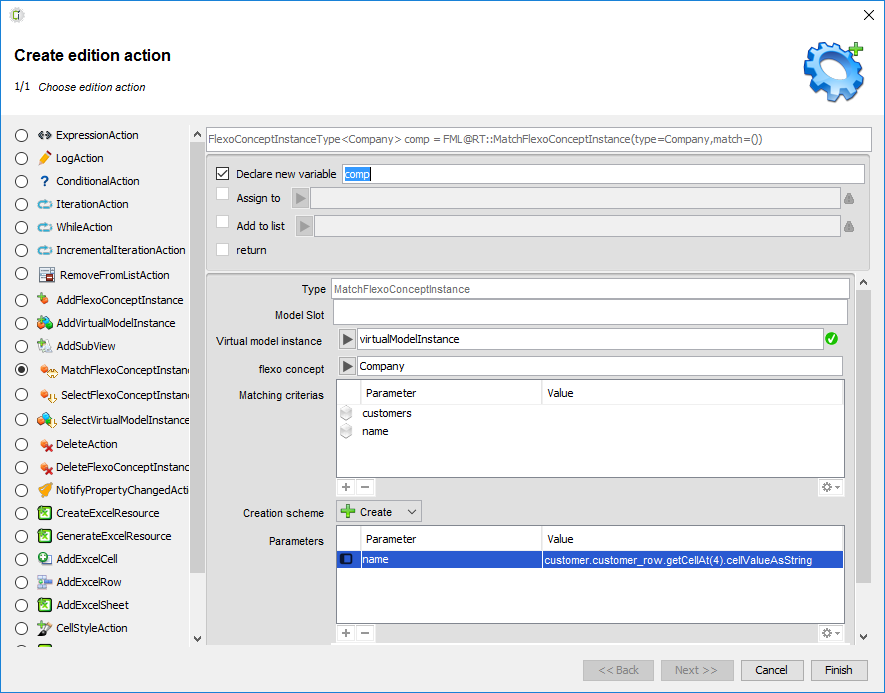 Create edition action
1/1 Choose edition action
ExpressionAction
LogAction
ConditionalAction
IterationAction
WhileAction
IncrementalIterationAction
RemoveFromListAction
AddFlexoConceptInstance
AddVirtualModelInstance
AddSubView
MatchFlexoConceptInstan
SelectFlexoConceptInstan
SelectVirtualModelInstance
DeleteAction
DeleteFlexoConceptInstanc
NotifyPropertyChangedActi
CreateExcelResource
GenerateExcelResource
AddExcelCell
AddExcelRow
AddExcelSheet
CellStyleAction
FlexoConceptInstanceType<Company> comp = FML@RT::MatchFlexoConceptInstance(type=Company,match=())
Declare new variable comp
Assign to
Add to list
return
Type MatchFlexoConceptInstance
Model Slot
Virtual model instance virtualModelInstance
flexo concept Company
Matching criterias Parameter Value
customers
name
Creation scheme Create
Parameters Parameter Value
name customer.customer_row.getCellAt(4).cellValueAsString
<< Back Next >> Cancel Finish